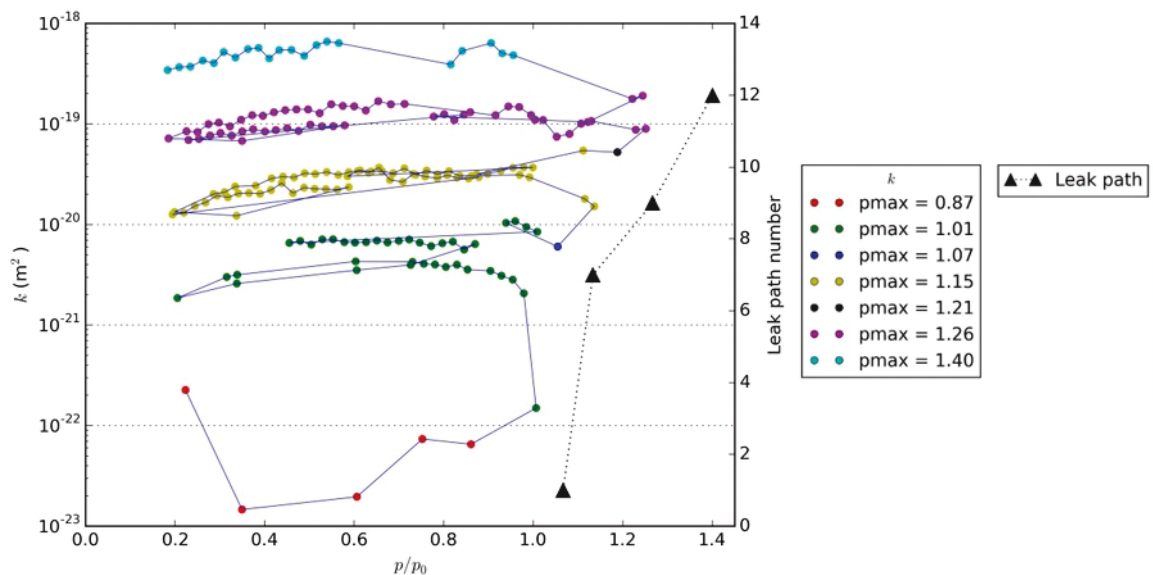 10⁻¹⁸
10⁻¹⁹
10⁻²⁰
10⁻²¹
10⁻²²
10⁻²³
k (m²)
0.0 0.2 0.4 0.6 0.8 1.0 1.2 1.4
p/p₀
14
12
10
8
6
4
2
0
Leak path number
k
pmax = 0.87
pmax = 1.01
pmax = 1.07
pmax = 1.15
pmax = 1.21
pmax = 1.26
pmax = 1.40
Leak path